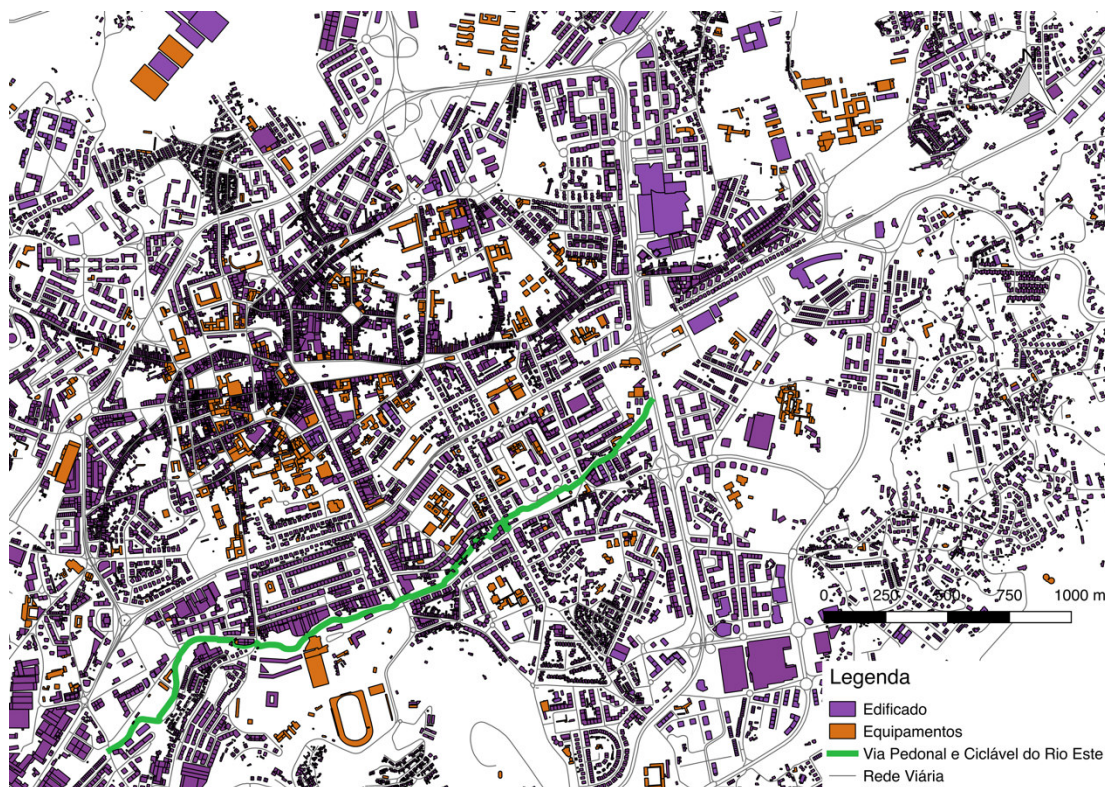 N
0 250 500 750 1000 m
Legenda
Edificado
Equipamentos
Via Pedonal e Ciclável do Rio Este
Rede Viária